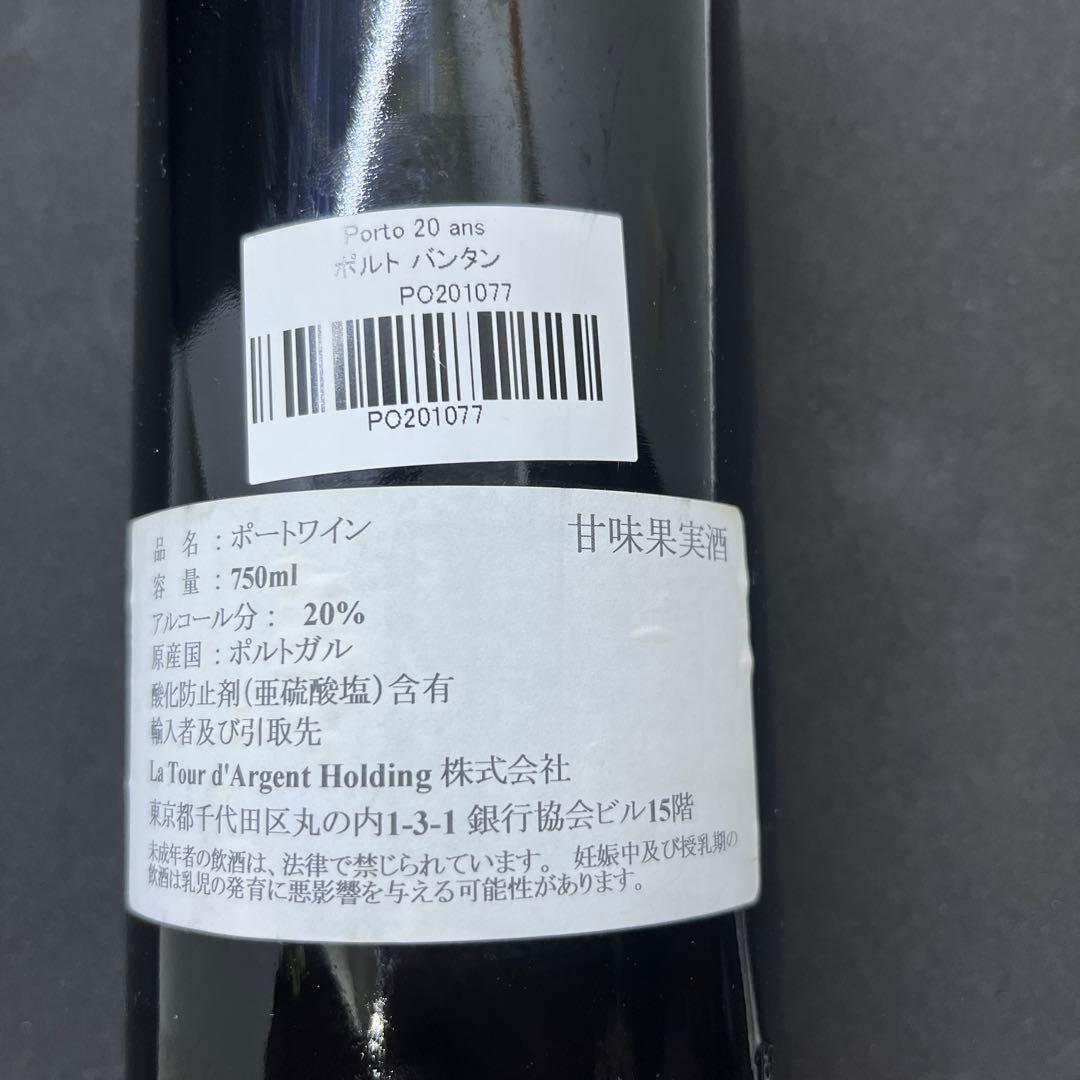 Porto 20 ans
ポルト バンタン
PO201077
PO201077
甘味果実酒
品 名 : ポートワイン
容 量 : 750ml
アルコール分 : 20%
原産国 : ポルトガル
酸化防止剤(亜硫酸塩)含有
輸入者及び引取先
La Tour d'Argent Holding 株式会社
東京都千代田区丸の内1-3-1 銀行協会ビル15階
未成年者の飲酒は、法律で禁じられています。 妊娠中及び授乳期の
飲酒は乳児の発育に悪影響を与える可能性があります。